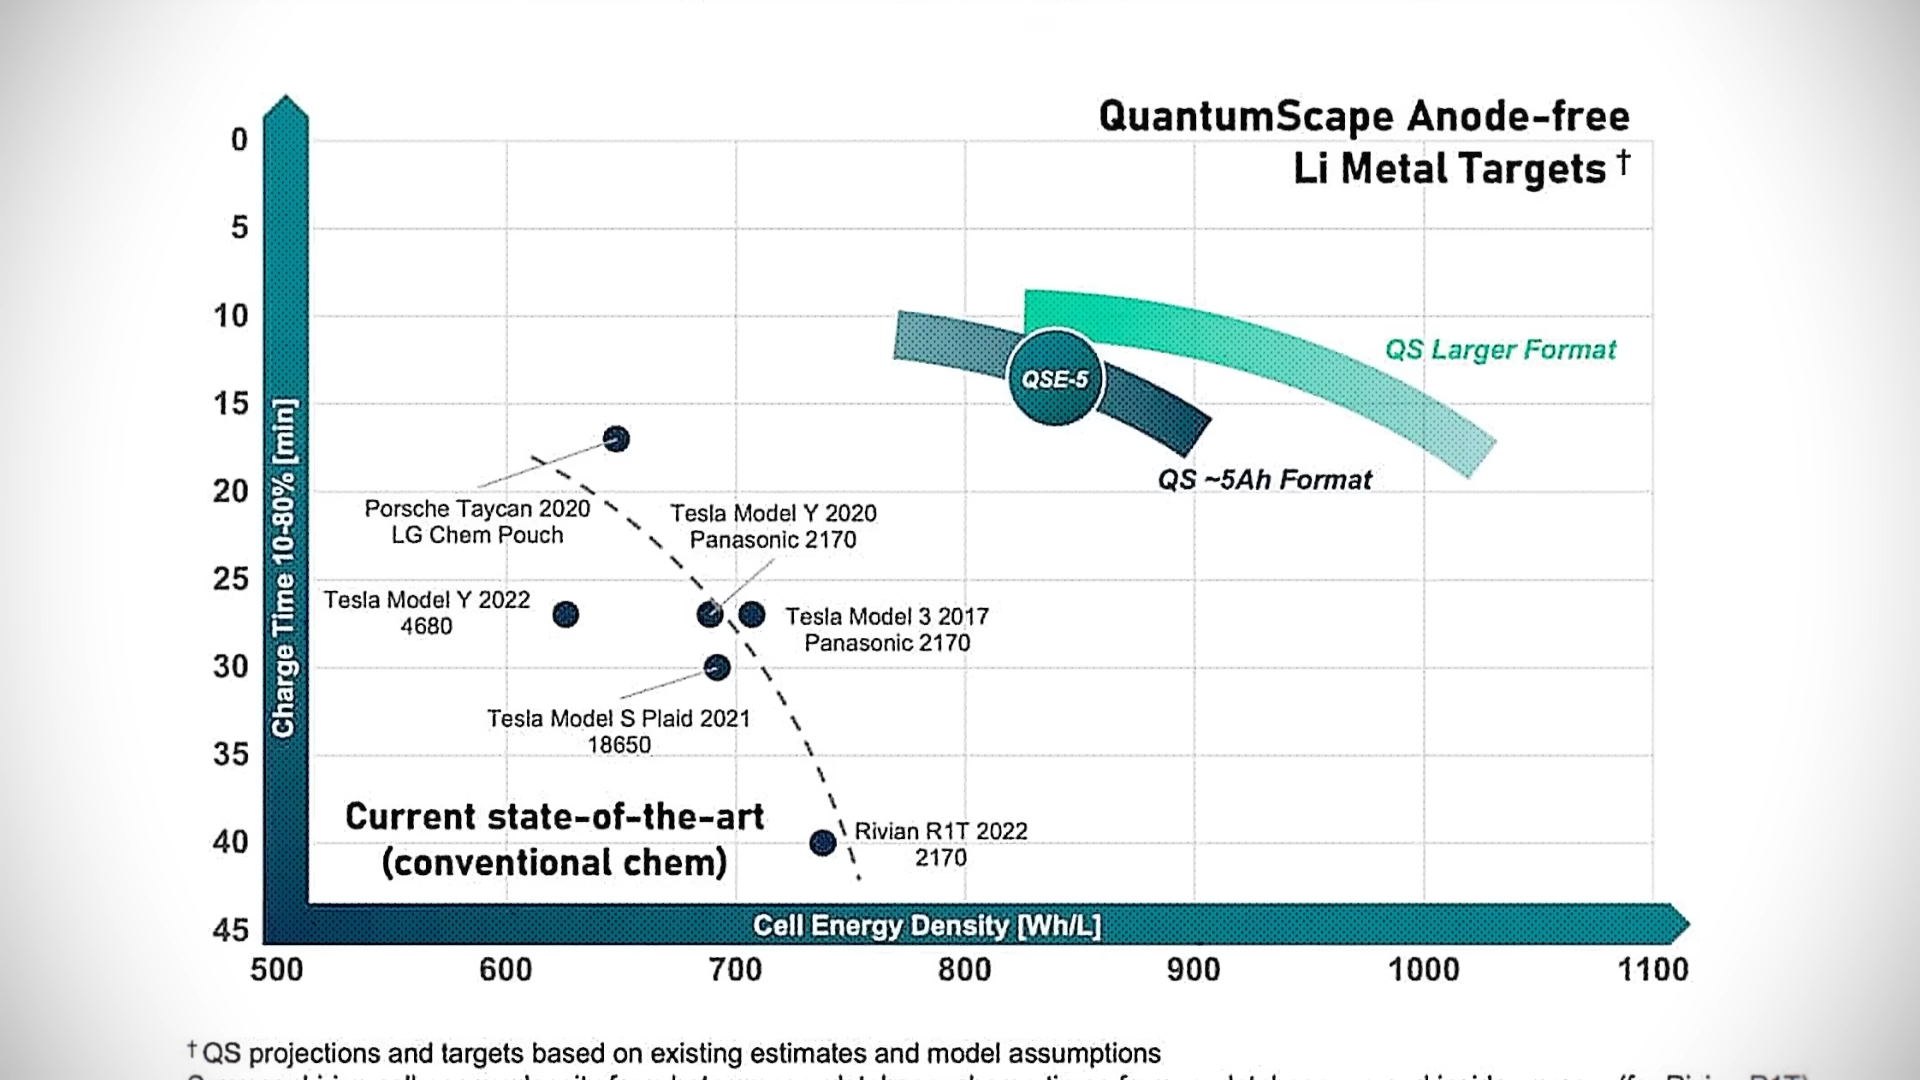 QuantumScape Anode-free
Li Metal Targets †
0
5
10
15
20
25
30
35
40
45
Charge Time 10-80% [min]
QS Larger Format
QSE-5
QS ~5Ah Format
Porsche Taycan 2020
LG Chem Pouch
Tesla Model Y 2020
Panasonic 2170
Tesla Model Y 2022
4680
Tesla Model 3 2017
Panasonic 2170
Tesla Model S Plaid 2021
18650
Current state-of-the-art
(conventional chem)
Rivian R1T 2022
2170
Cell Energy Density [Wh/L]
500 600 700 800 900 1000 1100
† QS projections and targets based on existing estimates and model assumptions